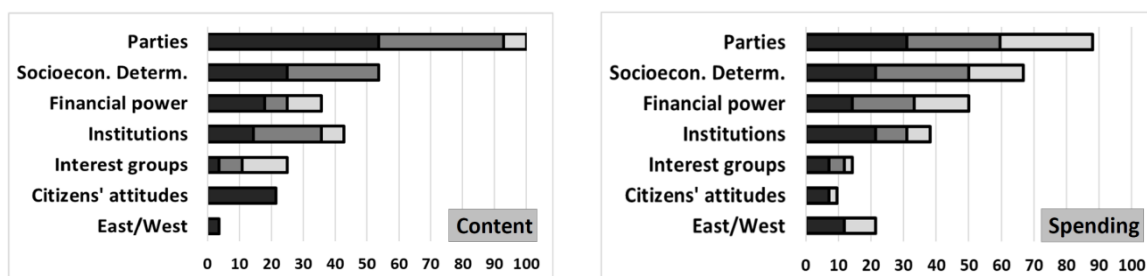 Parties
Socioecon. Determ.
Financial power
Institutions
Interest groups
Citizens' attitudes
East/West
Content
0 10 20 30 40 50 60 70 80 90 100
Parties
Socioecon. Determ.
Financial power
Institutions
Interest groups
Citizens' attitudes
East/West
Spending
0 10 20 30 40 50 60 70 80 90 100